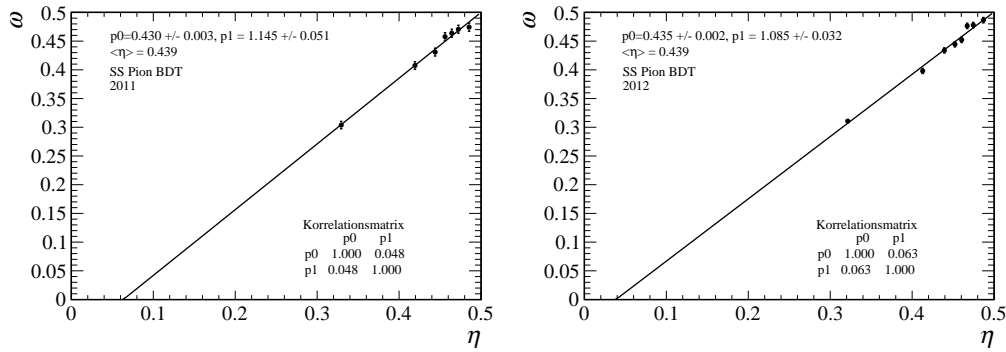 ω
0.5
0.45
0.4
0.35
0.3
0.25
0.2
0.15
0.1
0.05
0
p0=0.430 +/- 0.003, p1 = 1.145 +/- 0.051
<η> = 0.439
SS Pion BDT
2011
Korrelationsmatrix
p0 p1
p0 1.000 0.048
p1 0.048 1.000
0 0.1 0.2 0.3 0.4 0.5
η
ω
0.5
0.45
0.4
0.35
0.3
0.25
0.2
0.15
0.1
0.05
0
p0=0.435 +/- 0.002, p1 = 1.085 +/- 0.032
<η> = 0.439
SS Pion BDT
2012
Korrelationsmatrix
p0 p1
p0 1.000 0.063
p1 0.063 1.000
0 0.1 0.2 0.3 0.4 0.5
η